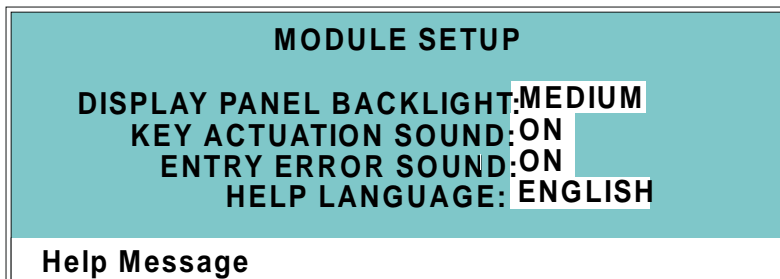 MODULE SETUP
DISPLAY PANEL BACKLIGHT: MEDIUM
KEY ACTUATION SOUND: ON
ENTRY ERROR SOUND: ON
HELP LANGUAGE: ENGLISH
Help Message